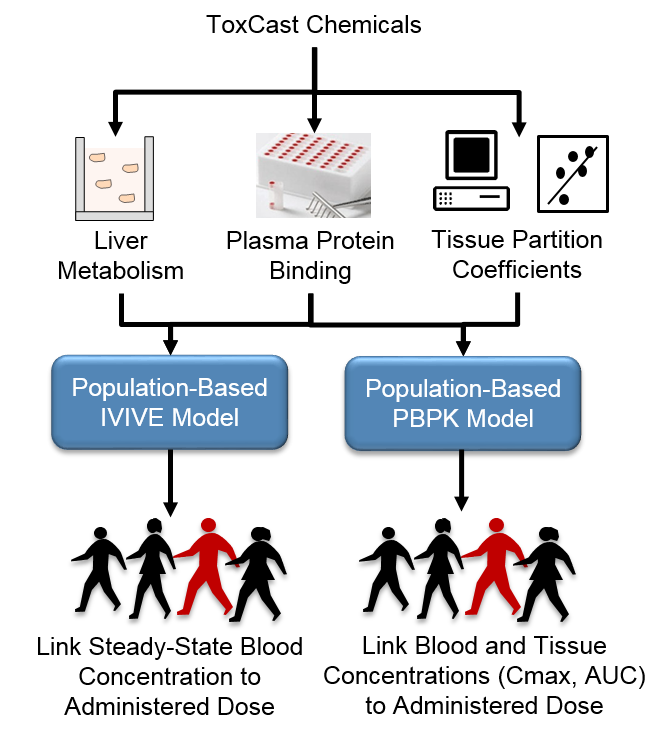 ToxCast Chemicals
Liver
Metabolism
Plasma Protein
Binding
Tissue Partition
Coefficients
Population-Based
IVIVE Model
Population-Based
PBPK Model
Link Steady-State Blood
Concentration to
Administered Dose
Link Blood and Tissue
Concentrations (Cmax, AUC)
to Administered Dose